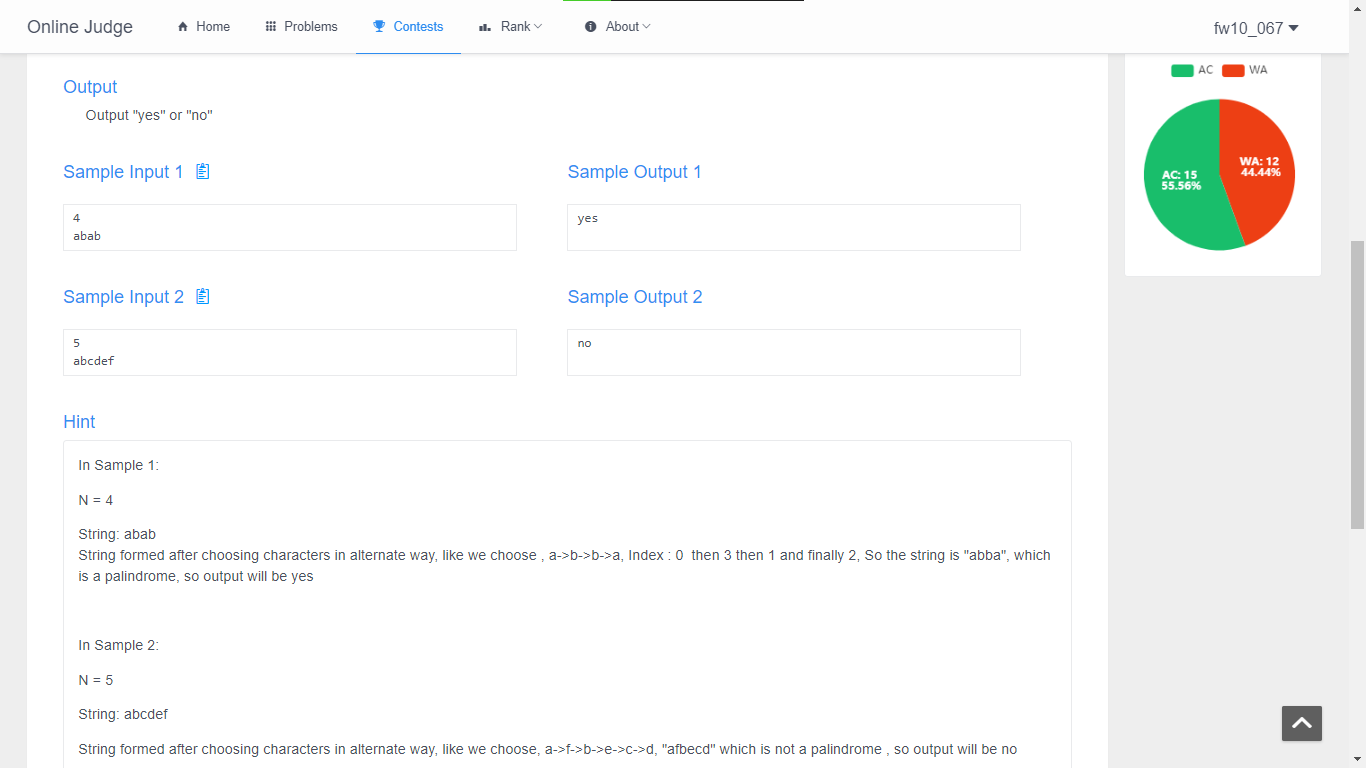 Online Judge
Home
Problems
Contests
Rank
About
fw10_067
Output
Output "yes" or "no"
Sample Input 1
Sample Output 1
4
abab
yes
Sample Input 2
Sample Output 2
5
abcdef
no
Hint
In Sample 1:
N = 4
String: abab
String formed after choosing characters in alternate way, like we choose , a->b->b->a, Index : 0  then 3 then 1 and finally 2, So the string is "abba", which
is a palindrome, so output will be yes
In Sample 2:
N = 5
String: abcdef
String formed after choosing characters in alternate way, like we choose, a->f->b->e->c->d, "afbecd" which is not a palindrome , so output will be no
AC
WA
WA: 12
44.44%
AC: 15
55.56%